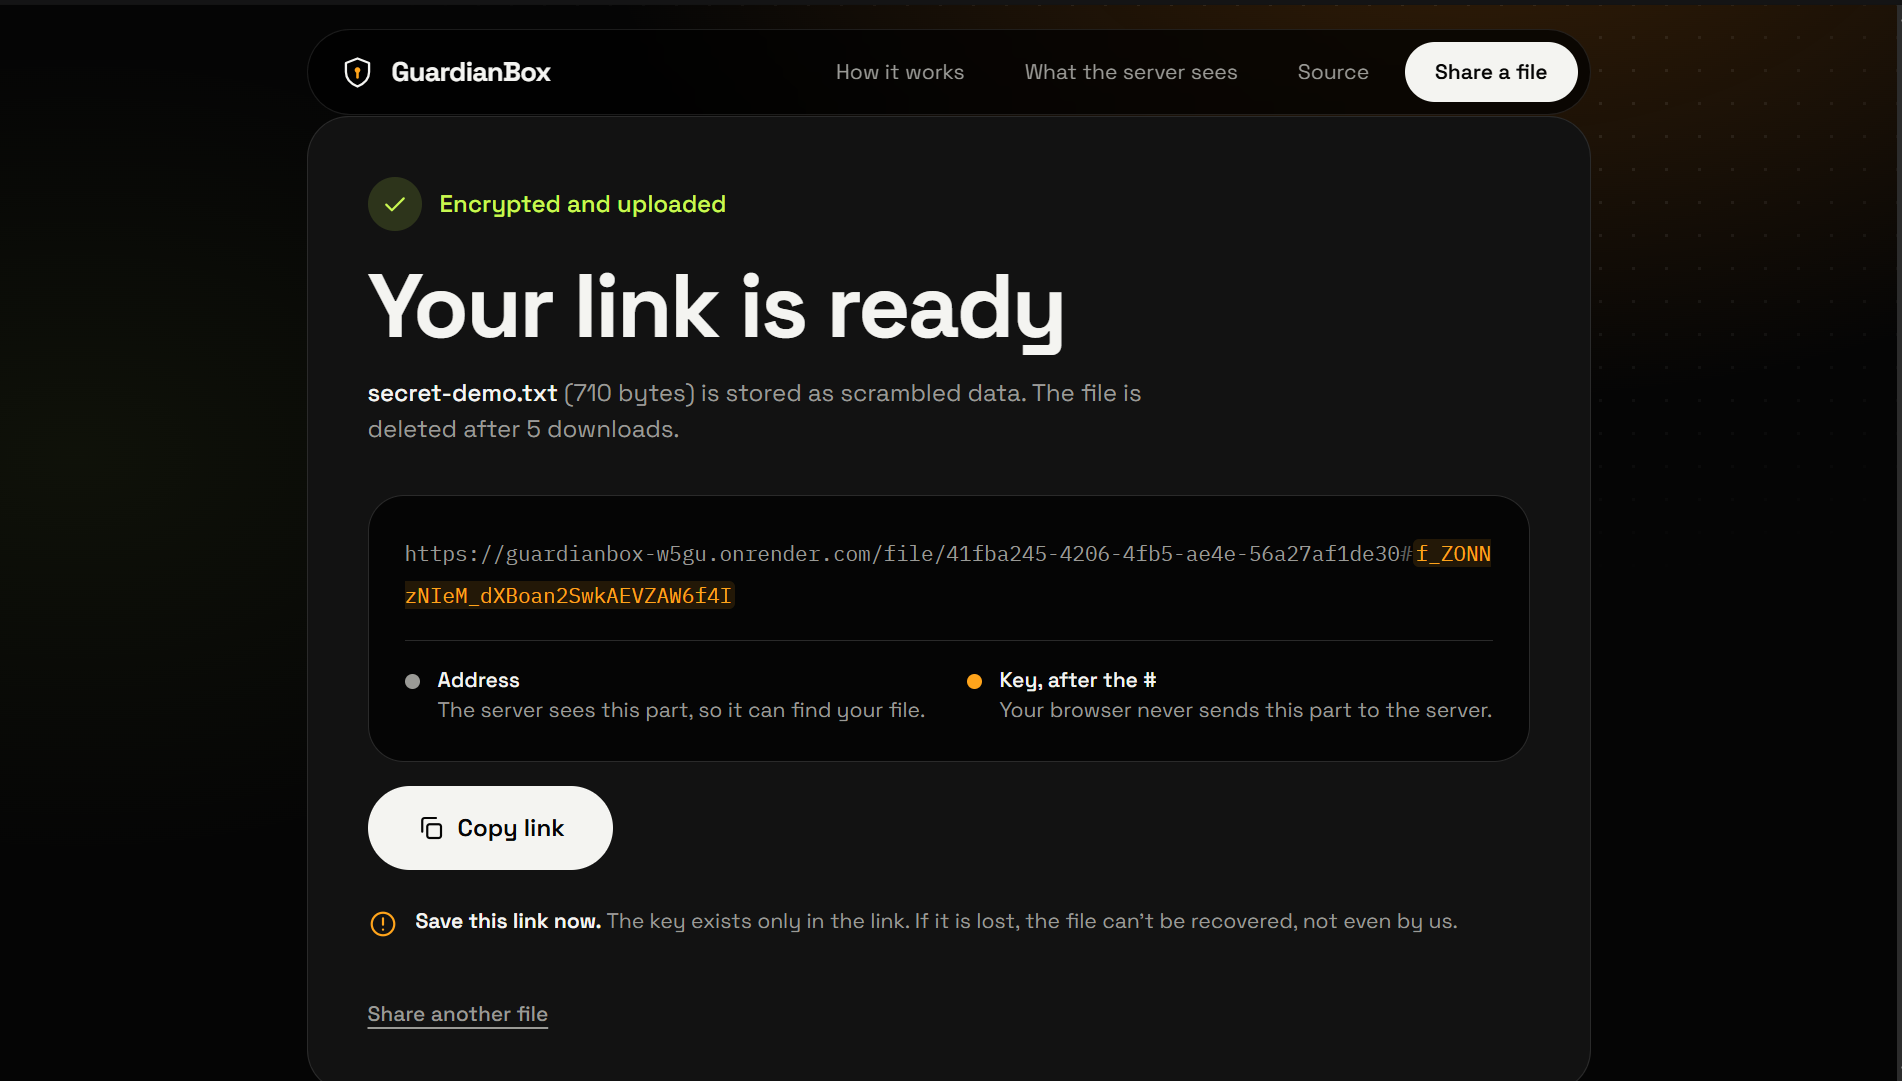 GuardianBox
How it works
What the server sees
Source
Share a file
Encrypted and uploaded
Your link is ready
secret-demo.txt (710 bytes) is stored as scrambled data. The file is
deleted after 5 downloads.
https://guardianbox-w5gu.onrender.com/file/41fba245-4206-4fb5-ae4e-56a27af1de30#f_ZONN
zNIeM_dXBoan2SwkAEVZAW6f4I
Address
The server sees this part, so it can find your file.
Key, after the #
Your browser never sends this part to the server.
Copy link
Save this link now. The key exists only in the link. If it is lost, the file can’t be recovered, not even by us.
Share another file